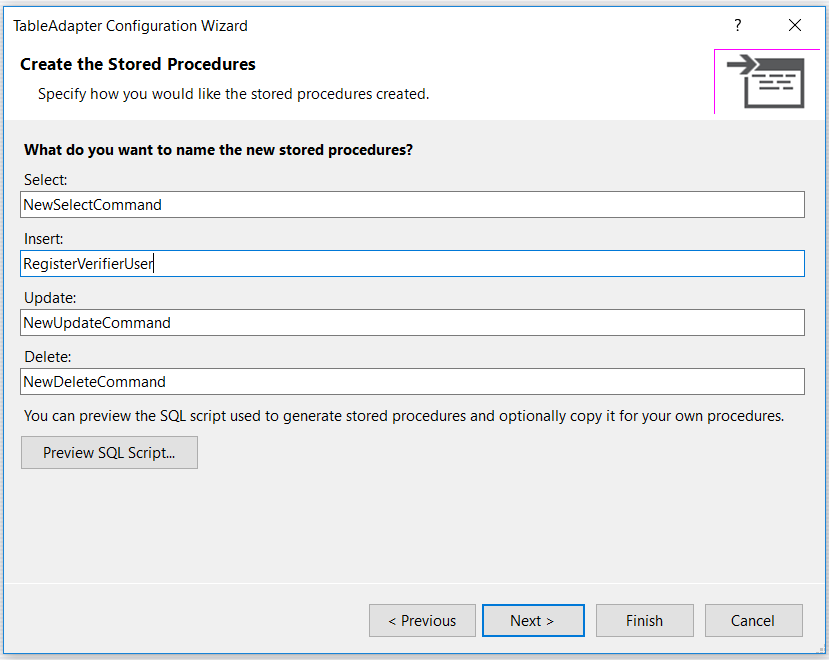 TableAdapter Configuration Wizard
?
Create the Stored Procedures
Specify how you would like the stored procedures created.
What do you want to name the new stored procedures?
Select:
NewSelectCommand
Insert:
RegisterVerifierUser
Update:
NewUpdateCommand
Delete:
NewDeleteCommand
You can preview the SQL script used to generate stored procedures and optionally copy it for your own procedures.
Preview SQL Script...
< Previous
Next >
Finish
Cancel